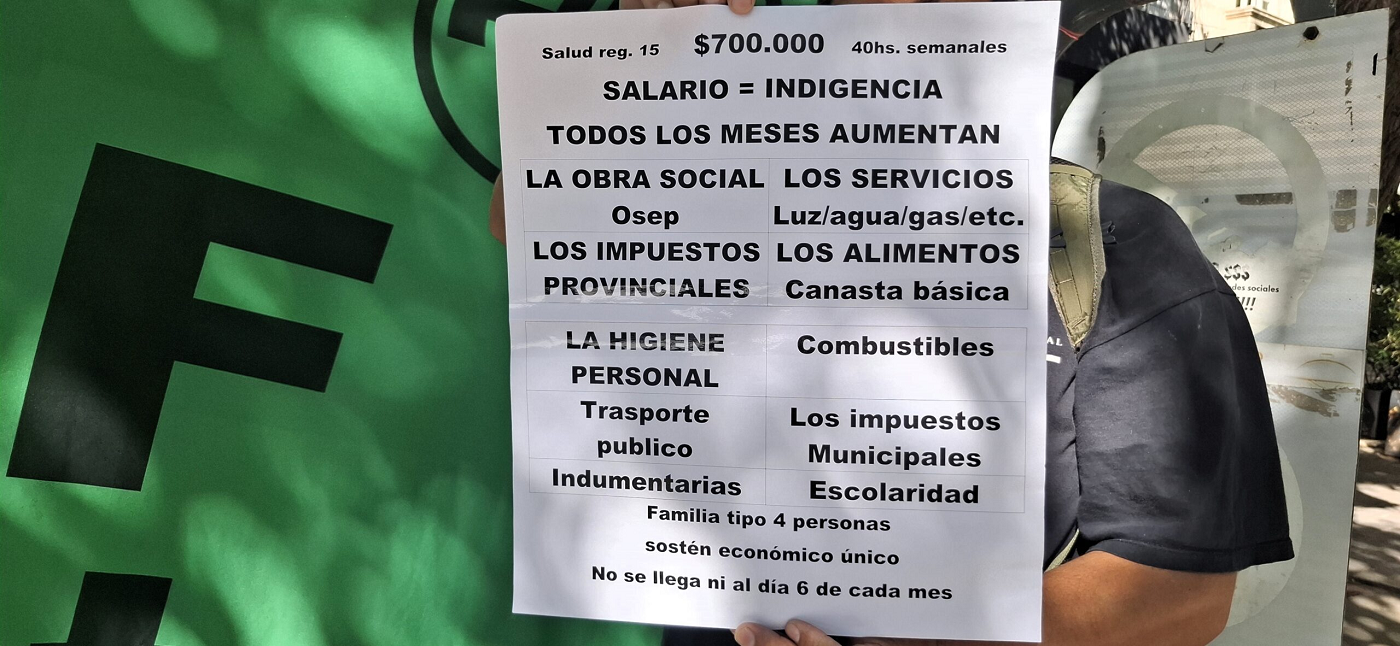 Salud reg. 15 $700.000 40hs. semanales
SALARIO = INDIGENCIA
TODOS LOS MESES AUMENTAN
LA OBRA SOCIAL LOS SERVICIOS
Osep Luz/agua/gas/etc.
LOS IMPUESTOS LOS ALIMENTOS
PROVINCIALES Canasta básica
LA HIGIENE Combustibles
PERSONAL
Trasporte Los impuestos
publico Municipales
Indumentarias Escolaridad
Familia tipo 4 personas
sostén económico único
No se llega ni al día 6 de cada mes
F
des sociales
!!!
AL